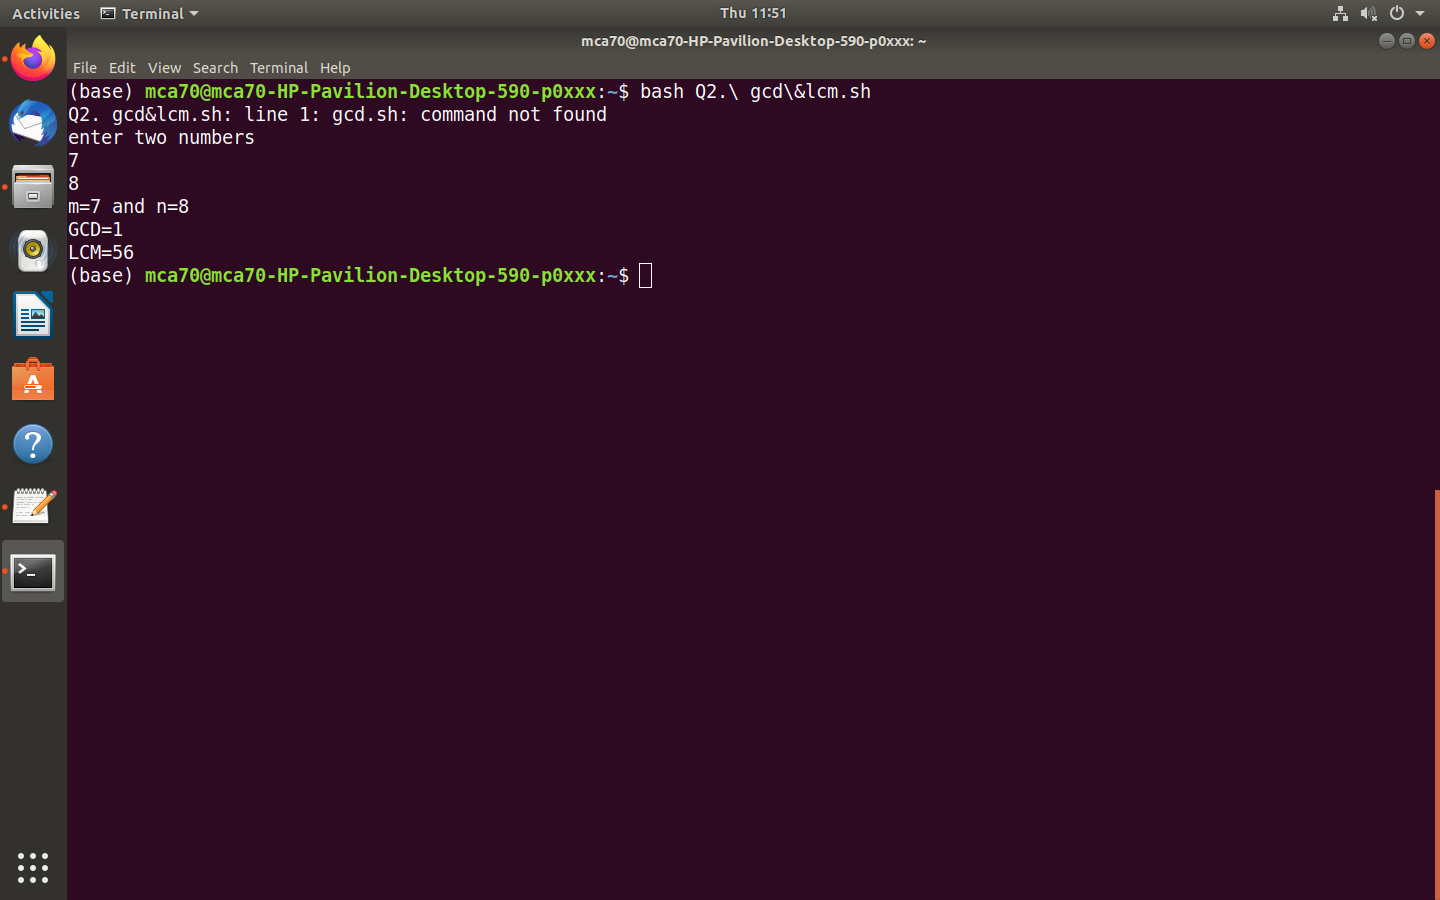 Activities Terminal Thu 11:51
mca70@mca70-HP-Pavilion-Desktop-590-p0xxx: ~
File Edit View Search Terminal Help
(base) mca70@mca70-HP-Pavilion-Desktop-590-p0xxx:~$ bash Q2.\ gcd\&lcm.sh
Q2. gcd&lcm.sh: line 1: gcd.sh: command not found
enter two numbers
7
8
m=7 and n=8
GCD=1
LCM=56
(base) mca70@mca70-HP-Pavilion-Desktop-590-p0xxx:~$